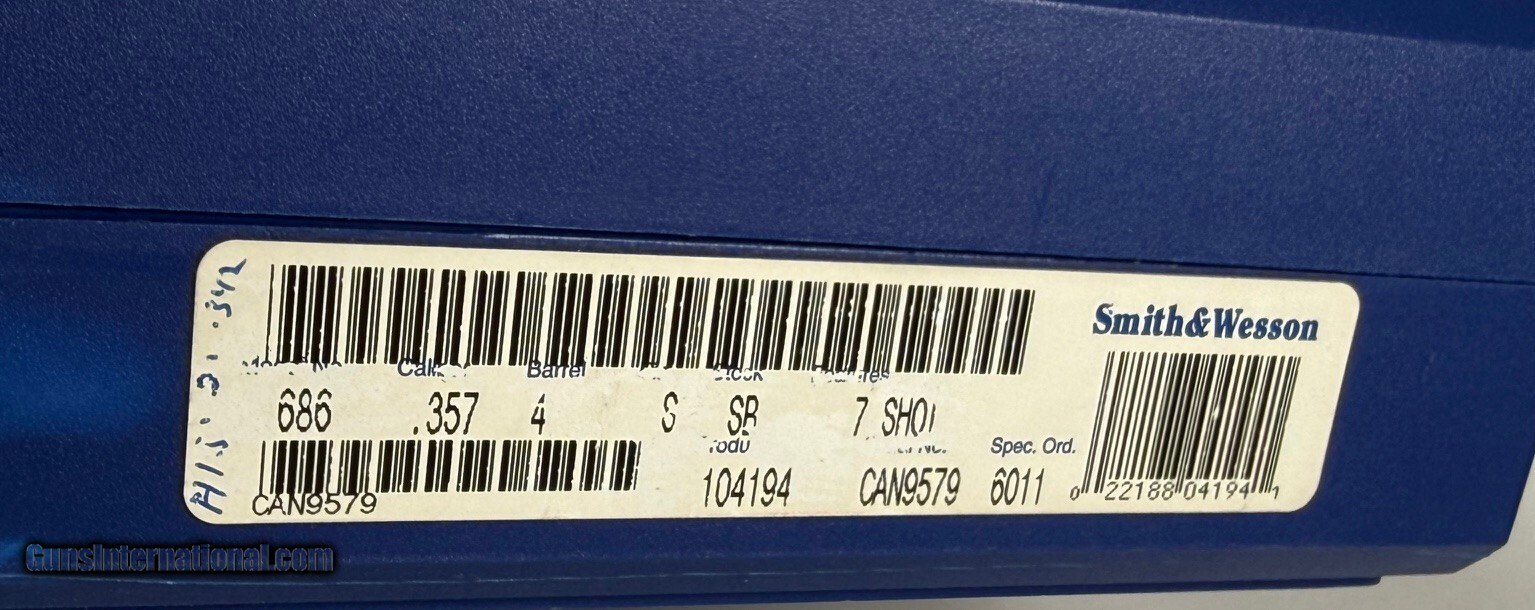 Smith&Wesson
Barrel
686 .357 4 S SB 7 SHOT
Spec. Ord.
104194 CAN9579 6011
CAN9579
0 22188 04194 1
GunsInternational.com